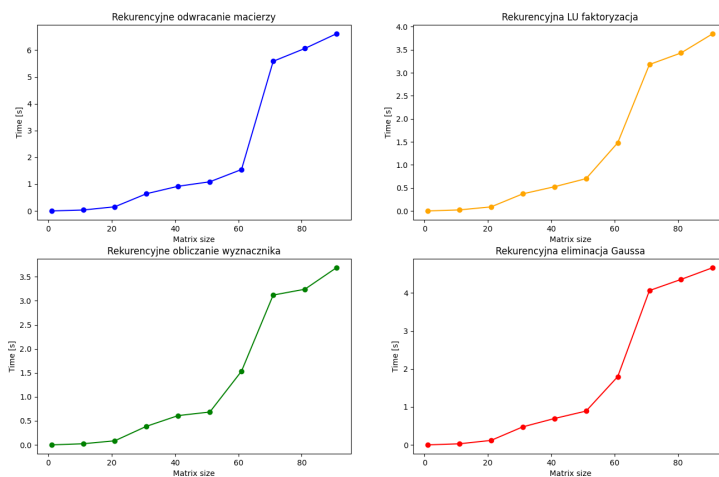 Rekurencyjne odwracanie macierzy
6
5
4
3
2
1
0
Time [s]
0 20 40 60 80
Matrix size
Rekurencyjna LU faktoryzacja
4.0
3.5
3.0
2.5
2.0
1.5
1.0
0.5
0.0
Time [s]
0 20 40 60 80
Matrix size
Rekurencyjne obliczanie wyznacznika
3.5
3.0
2.5
2.0
1.5
1.0
0.5
0.0
Time [s]
0 20 40 60 80
Matrix size
Rekurencyjna eliminacja Gaussa
4
3
2
1
0
Time [s]
0 20 40 60 80
Matrix size